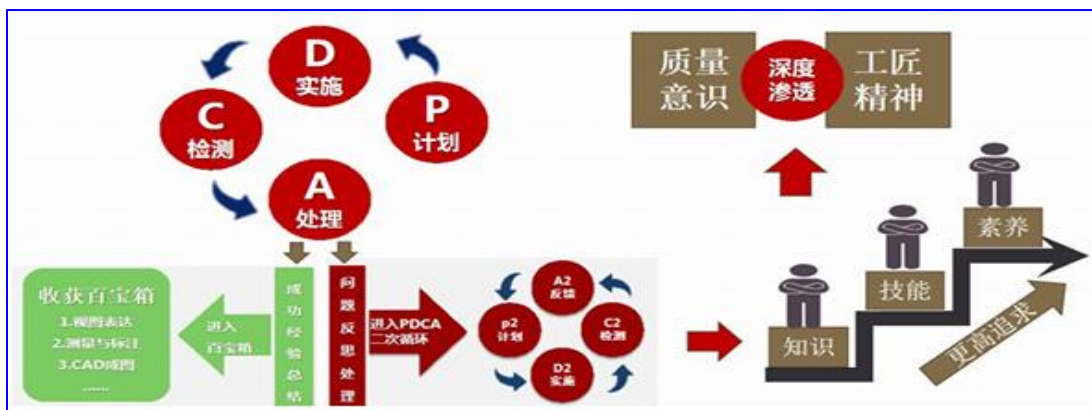 D
实施
C
检测
P
计划
A
处理
成功经验总结
问题反思处理
进入
百宝箱
收获百宝箱
1.视图表达
2.测量与标注
3.CAD成图
......
进入PDCA
二次循环
A2
反馈
p2
计划
C2
检测
D2
实施
质量
意识
深度
渗透
工匠
精神
知识
技能
素养
更高追求